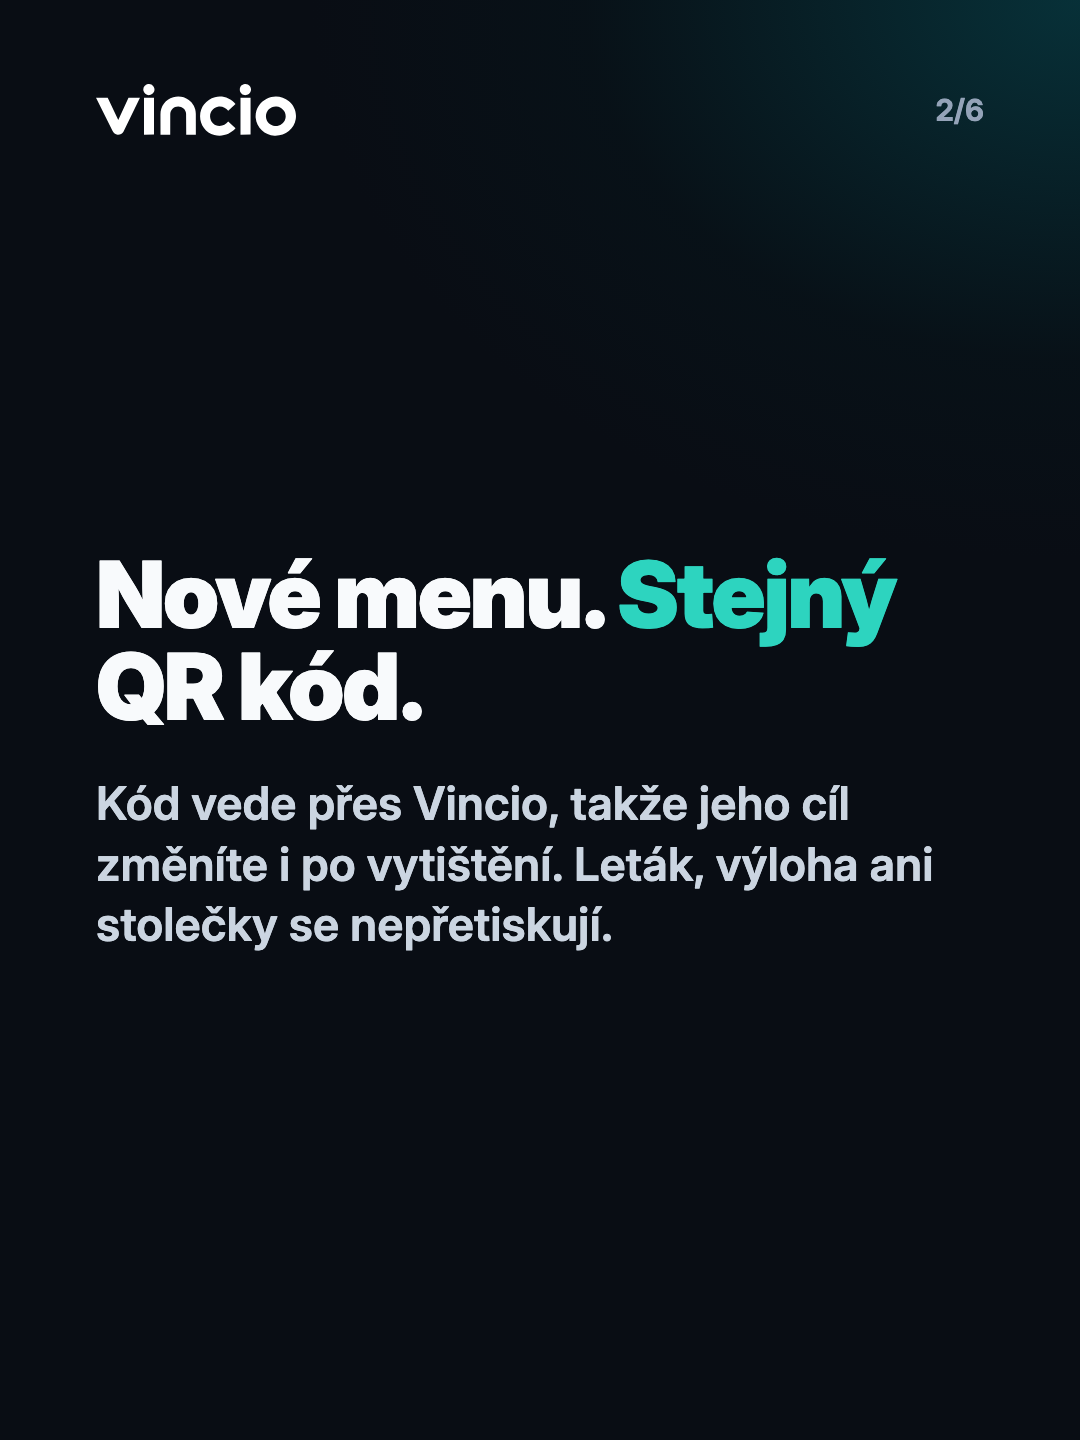 vincio
2/6
Nové menu. Stejný
QR kód.
Kód vede přes Vincio, takže jeho cíl
změníte i po vytištění. Leták, výloha ani
stolečky se nepřetiskují.